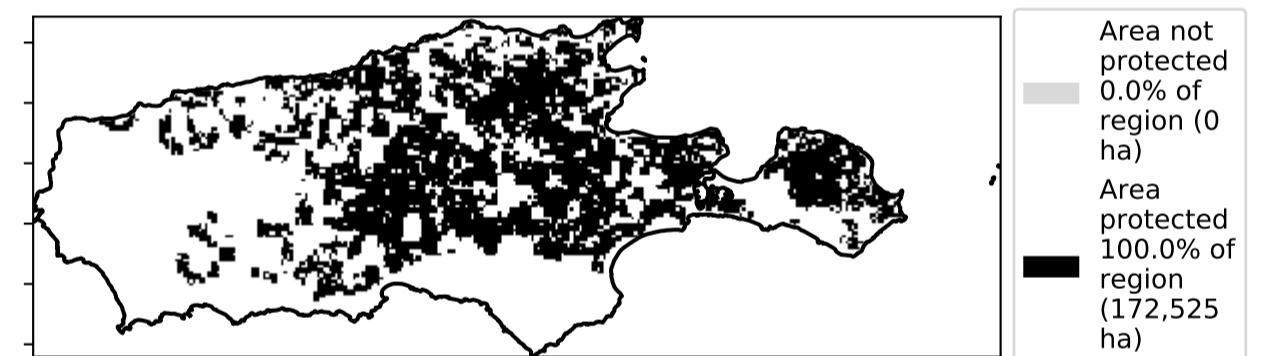 Area not
protected
0.0% of
region (0
ha)
Area
protected
100.0% of
region
(172,525
ha)